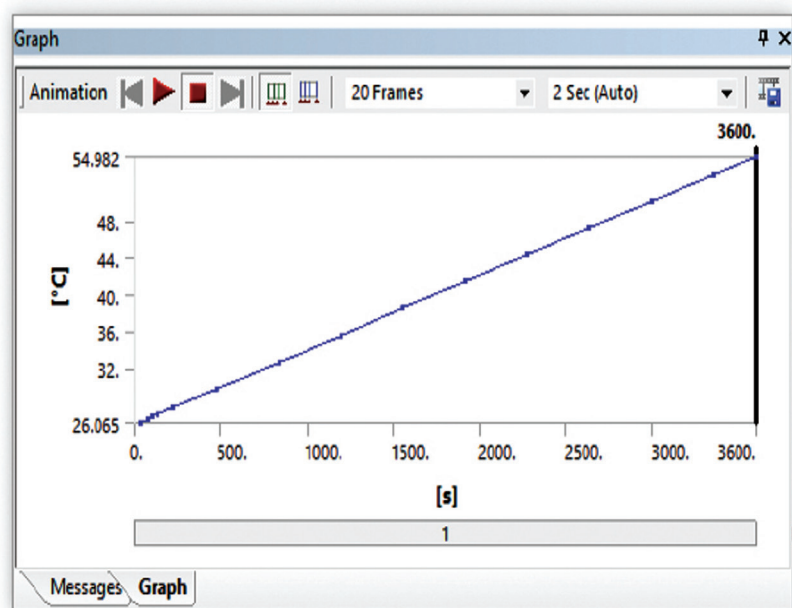 Graph
Animation 20 Frames 2 Sec (Auto)
3600.
54.982
48.
44.
40.
36.
32.
26.065
[°C]
0. 500. 1000. 1500. 2000. 2500. 3000. 3600.
[s]
1
Messages Graph